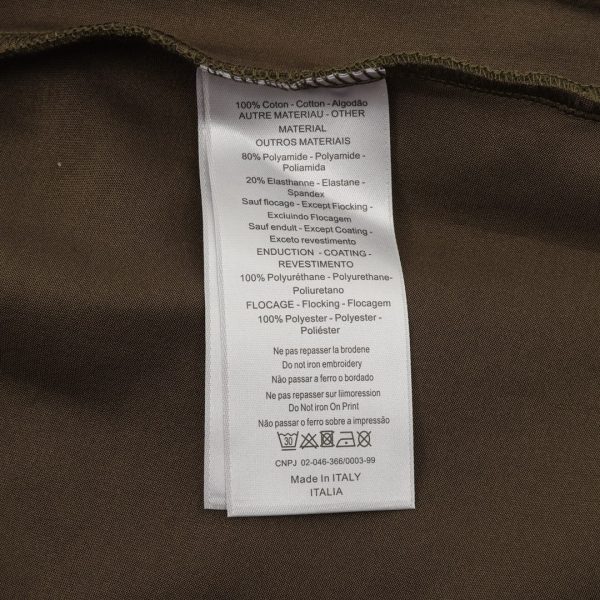 100% Coton - Cotton - Algodão
AUTRE MATERIAU - OTHER
MATERIAL
OUTROS MATERIAIS
80% Polyamide - Polyamide -
Poliamida
20% Elasthanne - Elastane -
Spandex
Sauf flocage - Except Flocking -
Excluindo Flocagem
Sauf enduit - Except Coating -
Exceto revestimento
ENDUCTION - COATING -
REVESTIMENTO
100% Polyuréthane - Polyurethane-
Poliuretano
FLOCAGE - Flocking - Flocagem
100% Polyester - Polyester -
Poliéster
Ne pas repasser la brodene
Do not iron embroidery
Não passar a ferro o bordado
Ne pas repasser sur liimoression
Do Not Iron On Print
Não passar o ferro sobre a impressão
30
CNPJ 02-046-366/0003-99
Made In ITALY
ITALIA